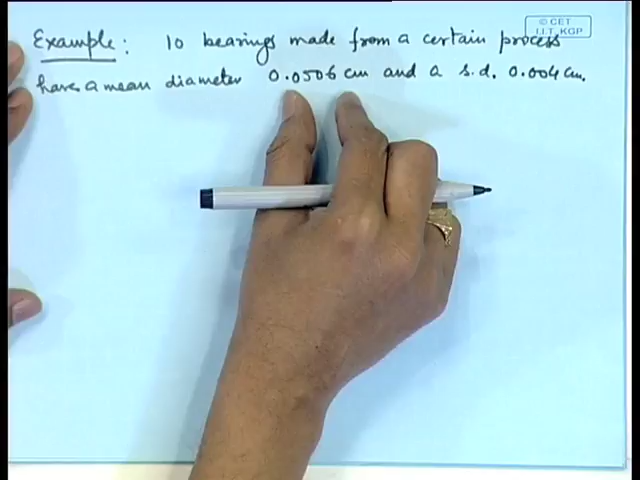 © CET
I.I.T. KGP
Example: 10 bearings made from a certain process
have a mean diameter 0.0506 cm and a s.d. 0.004 cm.